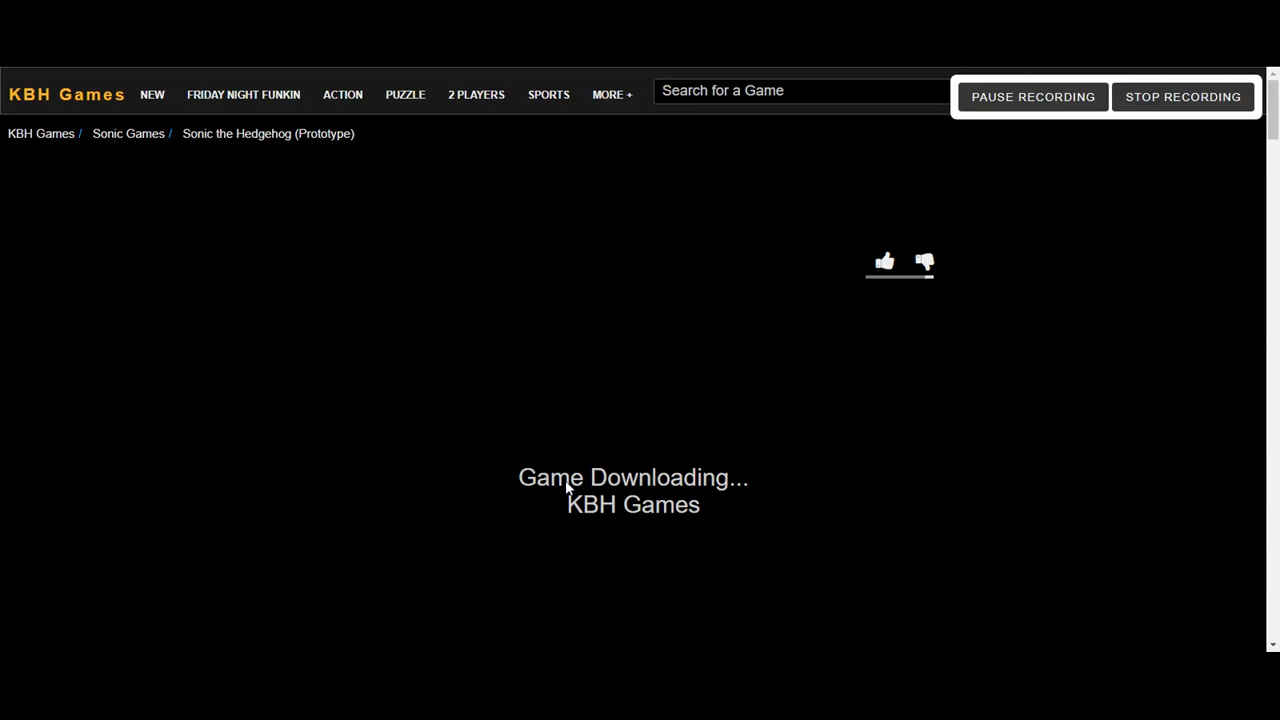 KBH Games NEW FRIDAY NIGHT FUNKIN ACTION PUZZLE 2 PLAYERS SPORTS MORE + Search for a Game PAUSE RECORDING STOP RECORDING
KBH Games / Sonic Games / Sonic the Hedgehog (Prototype)
Game Downloading...
KBH Games